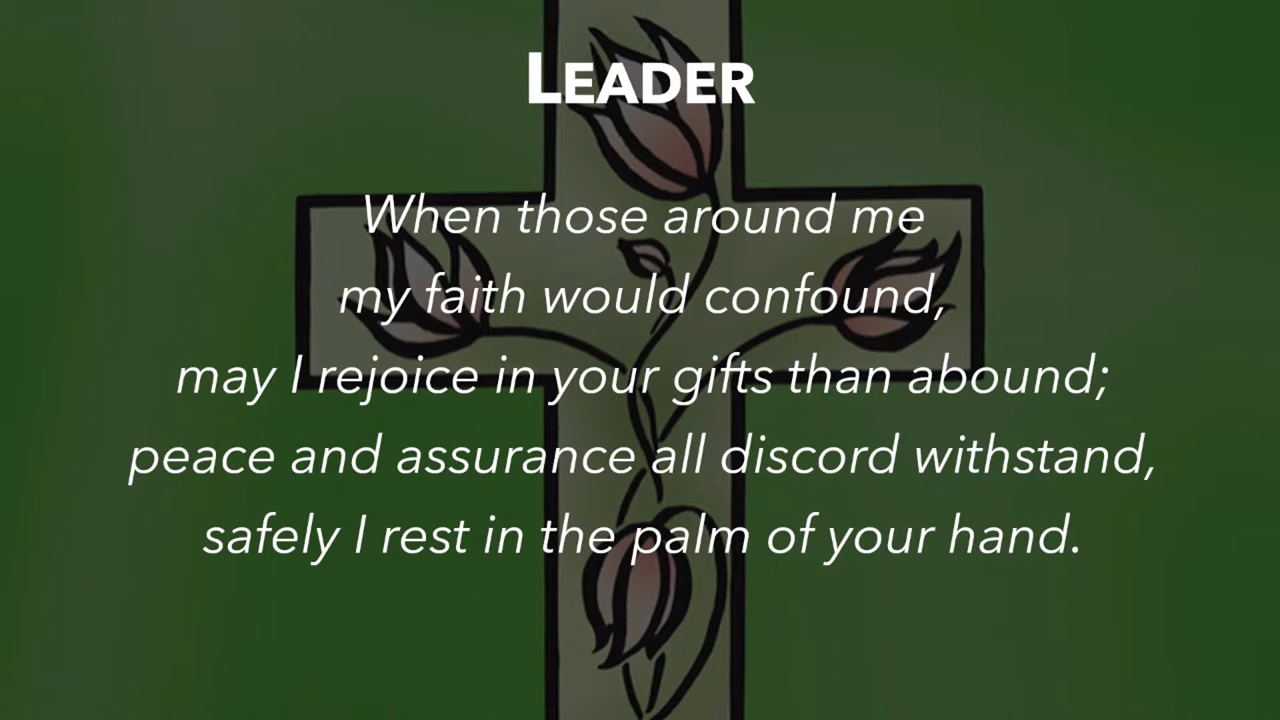 LEADER
When those around me
my faith would confound,
may I rejoice in your gifts than abound;
peace and assurance all discord withstand,
safely I rest in the palm of your hand.